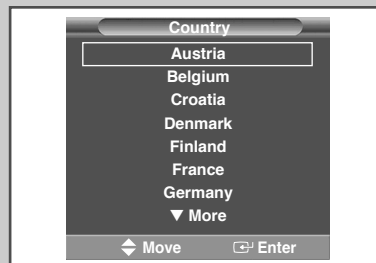 Country
Austria
Belgium
Croatia
Denmark
Finland
France
Germany
▼ More
Move Enter